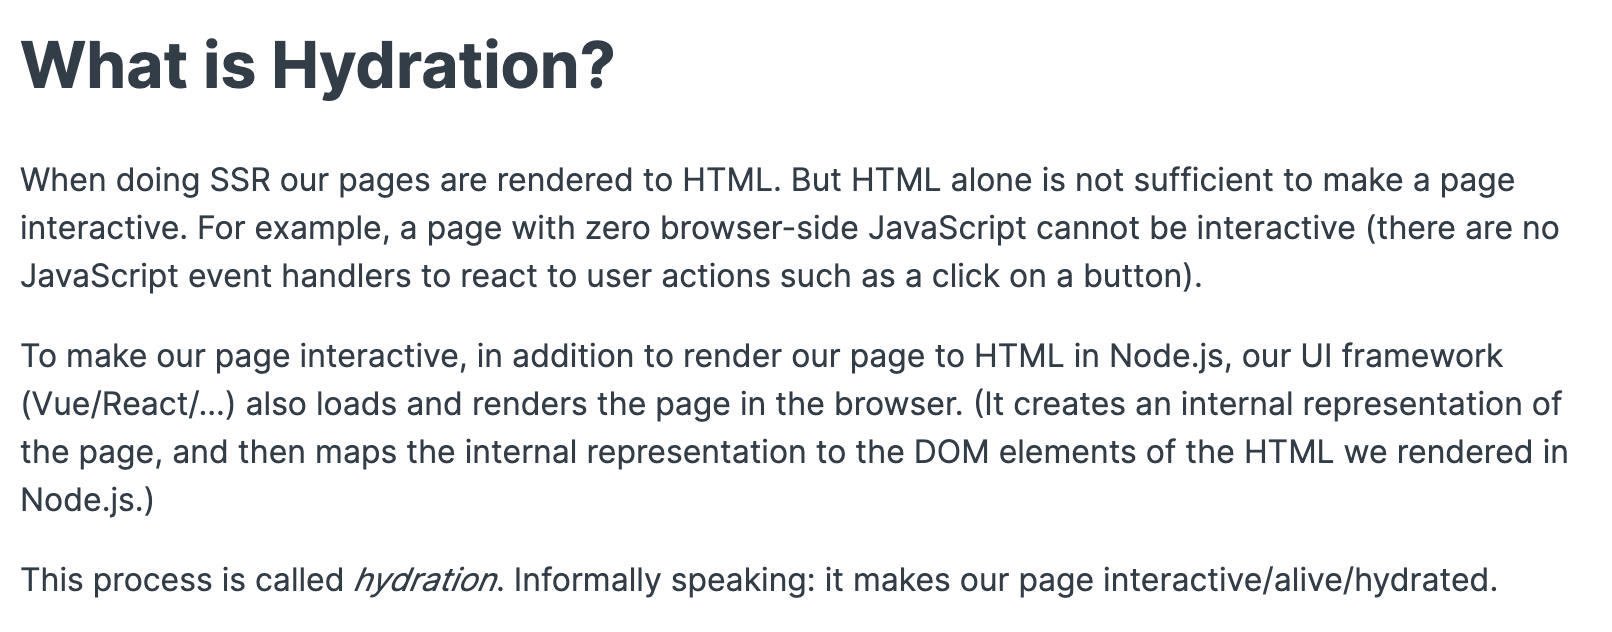 What is Hydration?
When doing SSR our pages are rendered to HTML. But HTML alone is not sufficient to make a page
interactive. For example, a page with zero browser-side JavaScript cannot be interactive (there are no
JavaScript event handlers to react to user actions such as a click on a button).
To make our page interactive, in addition to render our page to HTML in Node.js, our UI framework
(Vue/React/...) also loads and renders the page in the browser. (It creates an internal representation of
the page, and then maps the internal representation to the DOM elements of the HTML we rendered in
Node.js.)
This process is called hydration. Informally speaking: it makes our page interactive/alive/hydrated.